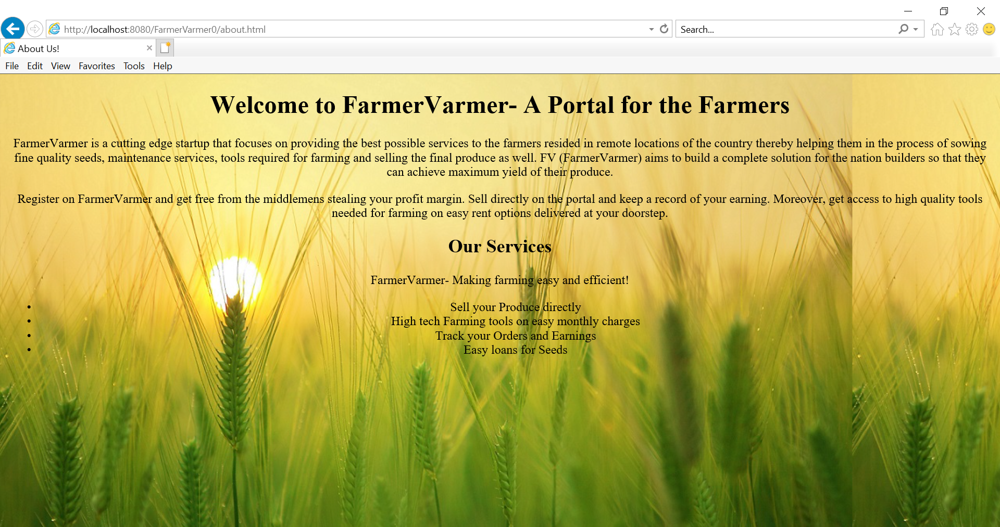 http://localhost:8080/FarmerVarmer0/about.html
Search...
About Us!
File Edit View Favorites Tools Help
Welcome to FarmerVarmer- A Portal for the Farmers
FarmerVarmer is a cutting edge startup that focuses on providing the best possible services to the farmers resided in remote locations of the country thereby helping them in the process of sowing
fine quality seeds, maintenance services, tools required for farming and selling the final produce as well. FV (FarmerVarmer) aims to build a complete solution for the nation builders so that they
can achieve maximum yield of their produce.
Register on FarmerVarmer and get free from the middlemens stealing your profit margin. Sell directly on the portal and keep a record of your earning. Moreover, get access to high quality tools
needed for farming on easy rent options delivered at your doorstep.
Our Services
FarmerVarmer- Making farming easy and efficient!
• Sell your Produce directly
• High tech Farming tools on easy monthly charges
• Track your Orders and Earnings
• Easy loans for Seeds